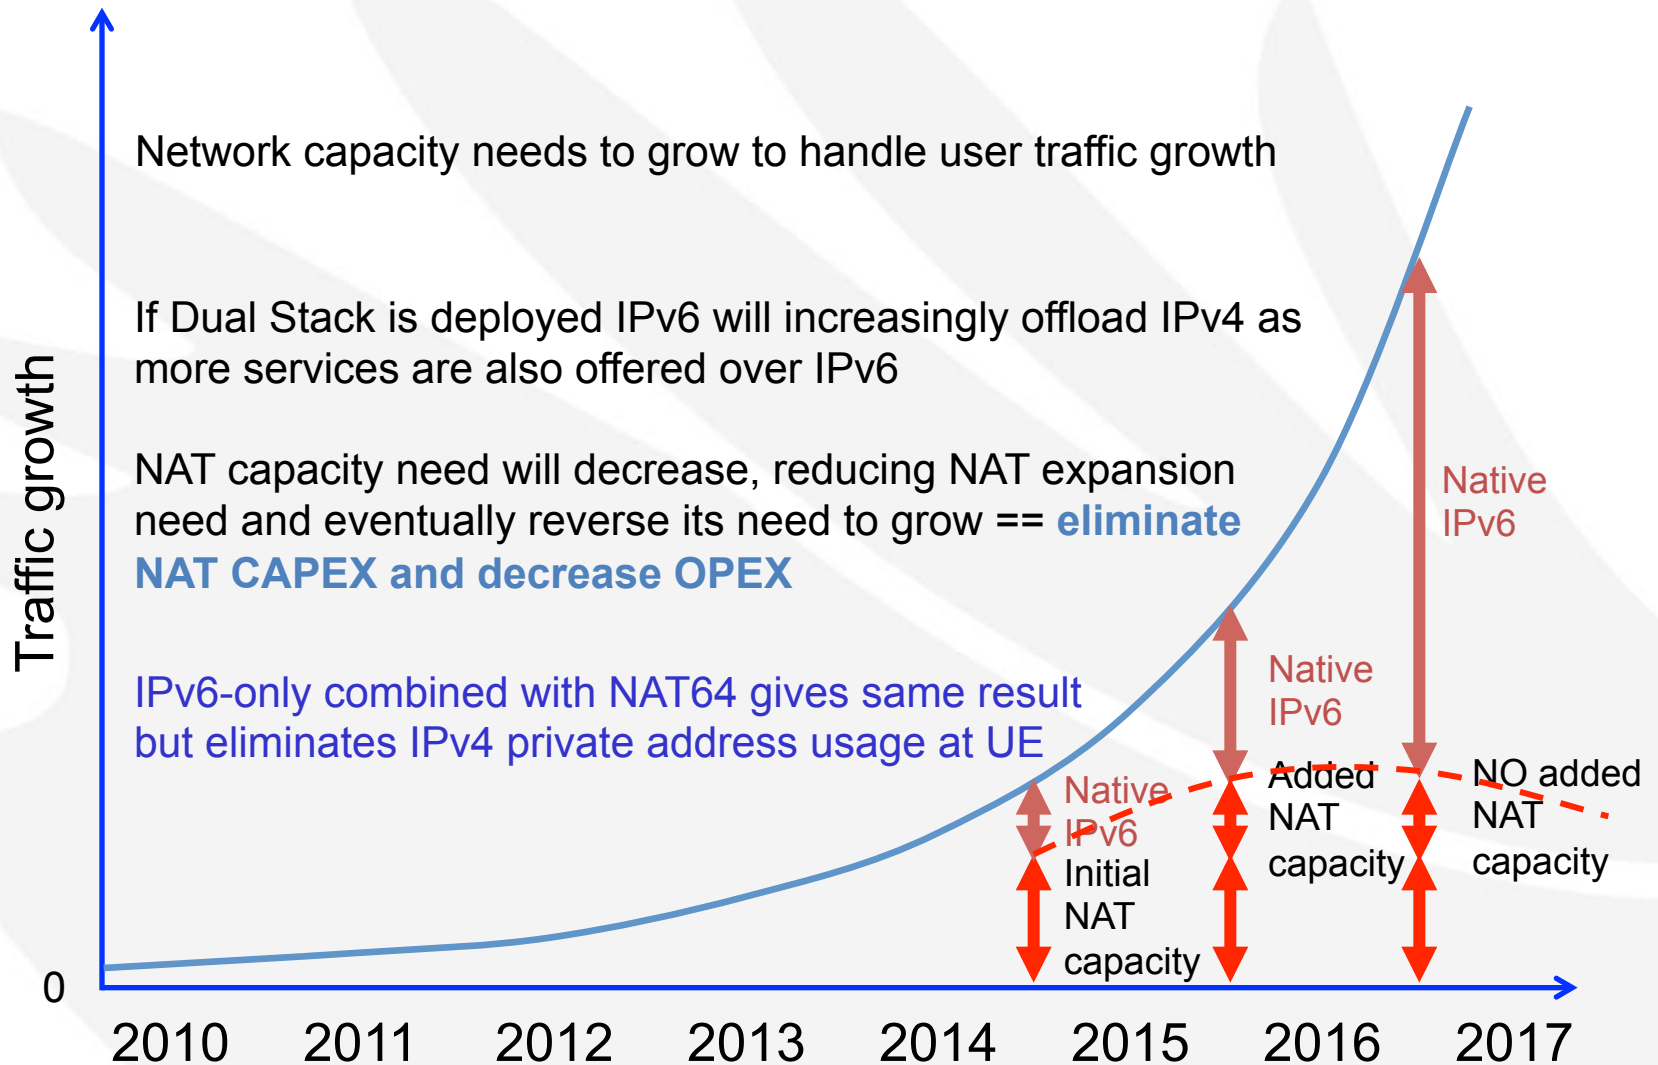 Network capacity needs to grow to handle user traffic growth
If Dual Stack is deployed IPv6 will increasingly offload IPv4 as
more services are also offered over IPv6
NAT capacity need will decrease, reducing NAT expansion
need and eventually reverse its need to grow == eliminate
NAT CAPEX and decrease OPEX
IPv6-only combined with NAT64 gives same result
but eliminates IPv4 private address usage at UE
Traffic growth
Native
IPv6
Initial
NAT
capacity
Native
IPv6
Added
NAT
capacity
Native
IPv6
NO added
NAT
capacity
0
2010 2011 2012 2013 2014 2015 2016 2017